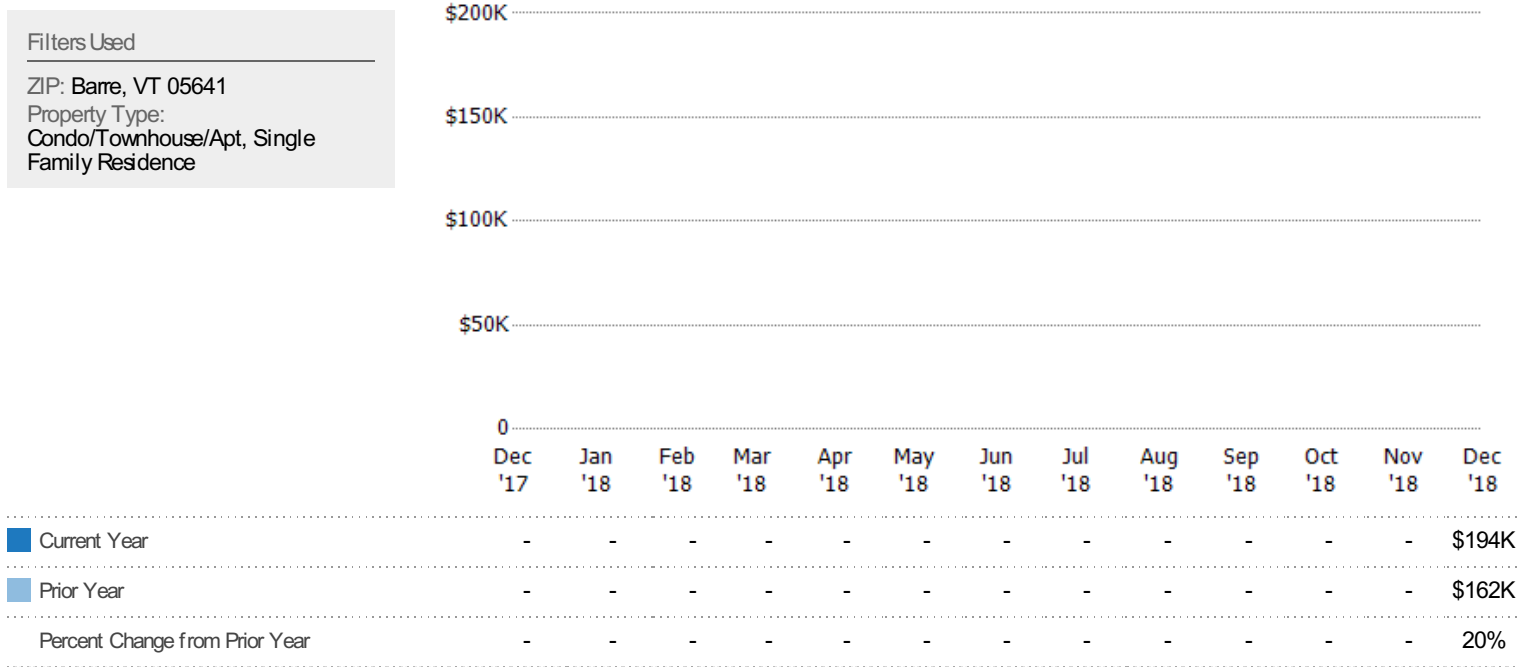 Filters Used
ZIP: Barre, VT 05641
Property Type:
Condo/Townhouse/Apt, Single
Family Residence
$200K
$150K
$100K
$50K
0
Dec Jan Feb Mar Apr May Jun Jul Aug Sep Oct Nov Dec
'17 '18 '18 '18 '18 '18 '18 '18 '18 '18 '18 '18 '18
Current Year - - - - - - - - - - - - $194K
Prior Year - - - - - - - - - - - - $162K
Percent Change from Prior Year - - - - - - - - - - - - 20%